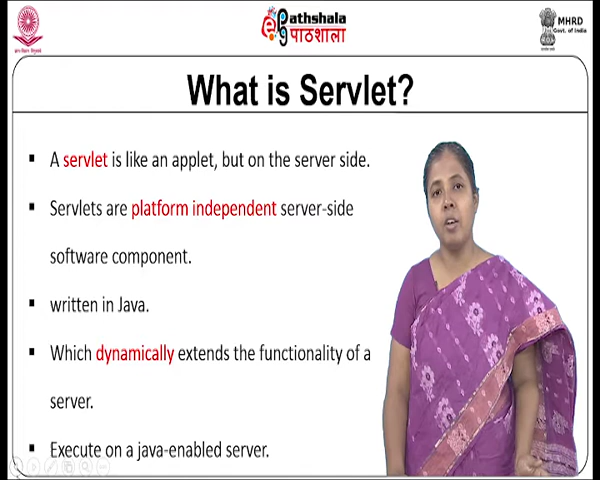 ePathshala
पाठशाला
MHRD
Govt. of India
What is Servlet?
▪ A servlet is like an applet, but on the server side.
▪ Servlets are platform independent server-side
software component.
▪ written in Java.
▪ Which dynamically extends the functionality of a
server.
▪ Execute on a java-enabled server.